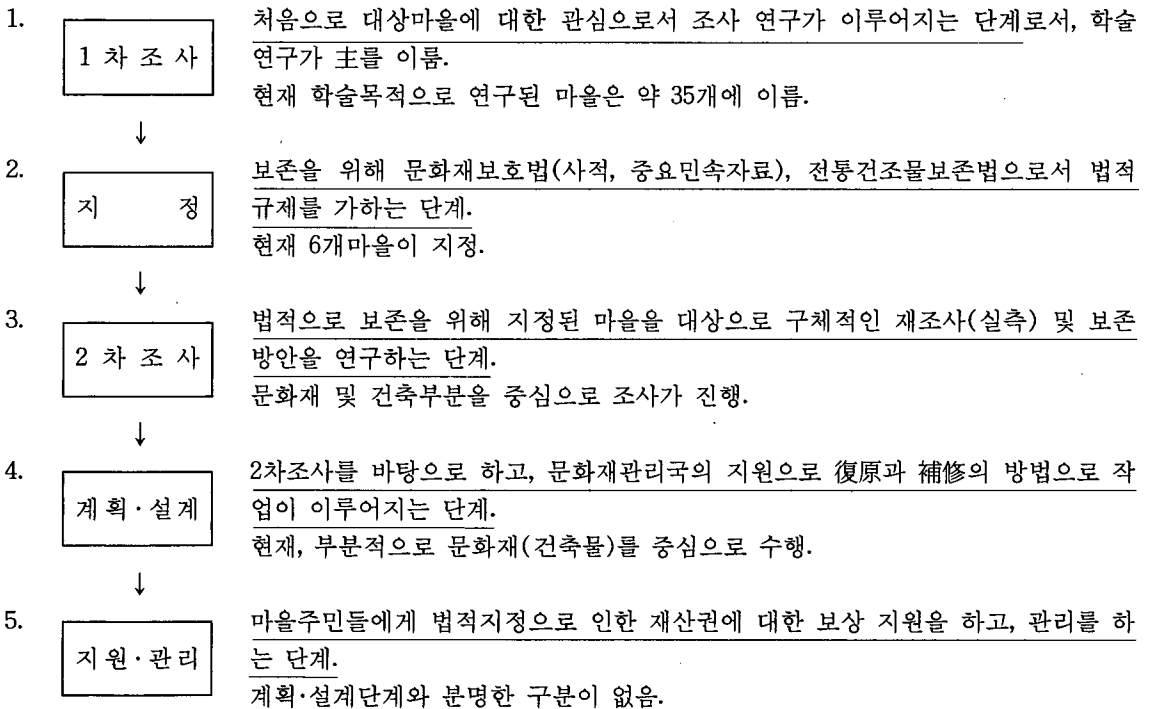 1.
1 차 조 사
처음으로 대상마을에 대한 관심으로서 조사 연구가 이루어지는 단계로서, 학술
연구가 主를 이룸.
현재 학술목적으로 연구된 마을은 약 35개에 이름.
↓
2.
지 정
보존을 위해 문화재보호법(사적, 중요민속자료), 전통건조물보존법으로서 법적
규제를 가하는 단계.
현재 6개마을이 지정.
↓
3.
2 차 조 사
법적으로 보존을 위해 지정된 마을을 대상으로 구체적인 재조사(실측) 및 보존
방안을 연구하는 단계.
문화재 및 건축부분을 중심으로 조사가 진행.
↓
4.
계 획 · 설 계
2차조사를 바탕으로 하고, 문화재관리국의 지원으로 復原과 補修의 방법으로 작
업이 이루어지는 단계.
현재, 부분적으로 문화재(건축물)를 중심으로 수행.
↓
5.
지 원 · 관 리
마을주민들에게 법적지정으로 인한 재산권에 대한 보상 지원을 하고, 관리를 하
는 단계.
계획·설계단계와 분명한 구분이 없음.